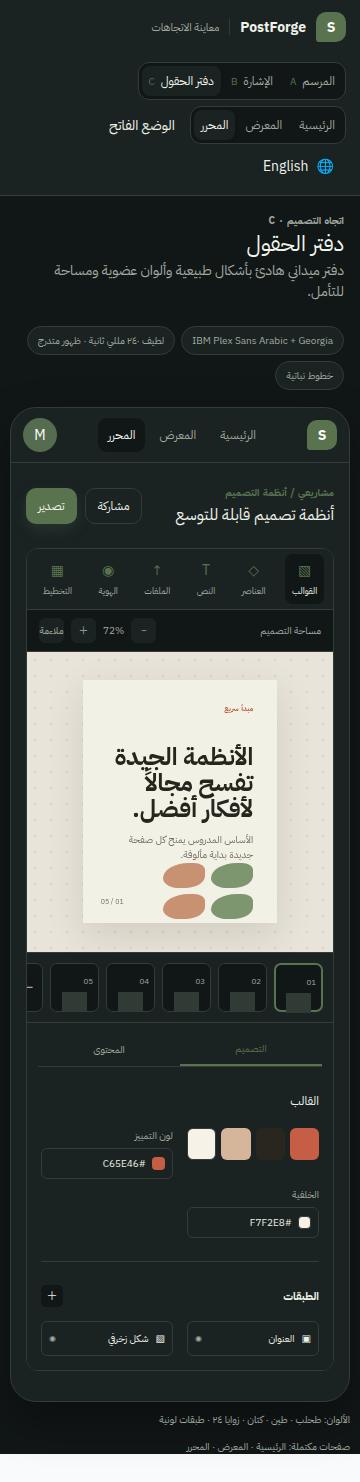 S PostForge معاينة الاتجاهات
المرسم A الإشارة B دفتر الحقول C
الرئيسية المعرض المحرر الوضع الفاتح
🌐 English
اتجاه التصميم · C
دفتر الحقول
دفتر ميداني هادئ بأشكال طبيعية وألوان عضوية ومساحة
للتأمل.
IBM Plex Sans Arabic + Georgia
لطيف ٢٤٠ مللي ثانية · ظهور متدرج
خطوط نباتية
S الرئيسية المعرض المحرر M
مشاريعي / أنظمة التصميم
أنظمة تصميم قابلة للتوسع
مشاركة تصدير
القوالب العناصر النص الملفات الهوية التخطيط
مساحة التصميم − 72% + ملاءمة
مبدأ سريع
الأنظمة الجيدة
تفسح مجالاً
لأفكار أفضل.
الأساس المدروس يمنح كل صفحة
جديدة بداية مألوفة.
05 / 01
01 02 03 04 05
التصميم المحتوى
القالب
لون التمييز
#C65E46
الخلفية
#F7F2E8
الطبقات +
العنوان
شكل زخرفي
الألوان: طحلب · طين · كتان · زوايا ٢٤ · طبقات لونية
صفحات مكتملة: الرئيسية · المعرض · المحرر